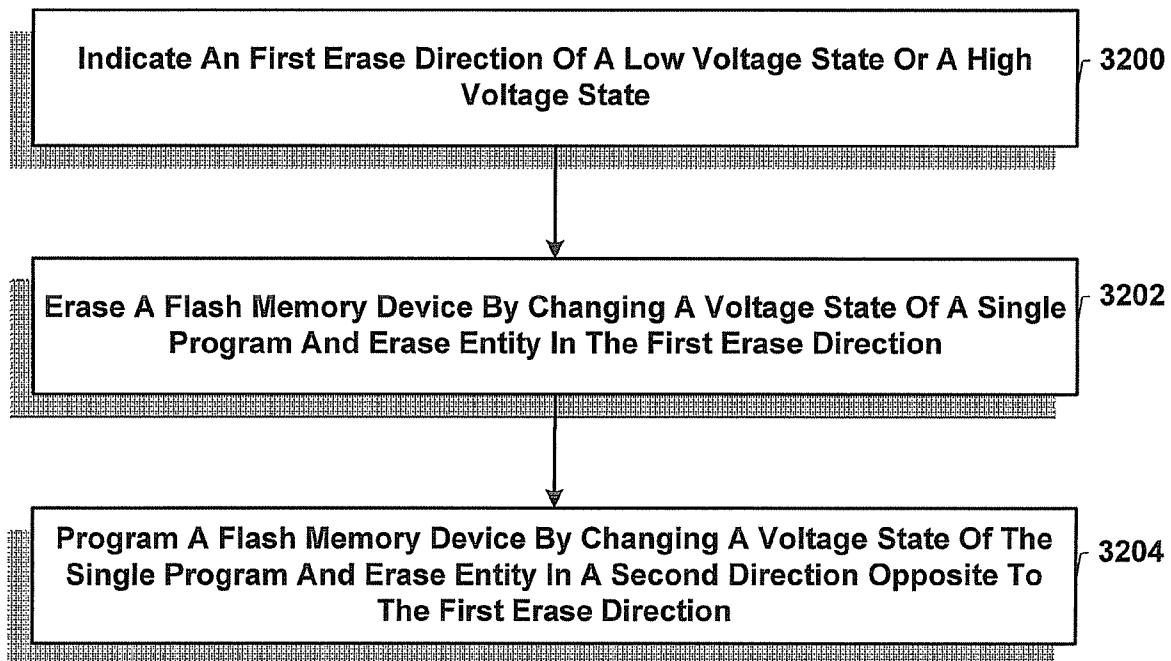 Indicate An First Erase Direction Of A Low Voltage State Or A High
Voltage State
3200
Erase A Flash Memory Device By Changing A Voltage State Of A Single
Program And Erase Entity In The First Erase Direction
3202
Program A Flash Memory Device By Changing A Voltage State Of The
Single Program And Erase Entity In A Second Direction Opposite To
The First Erase Direction
3204